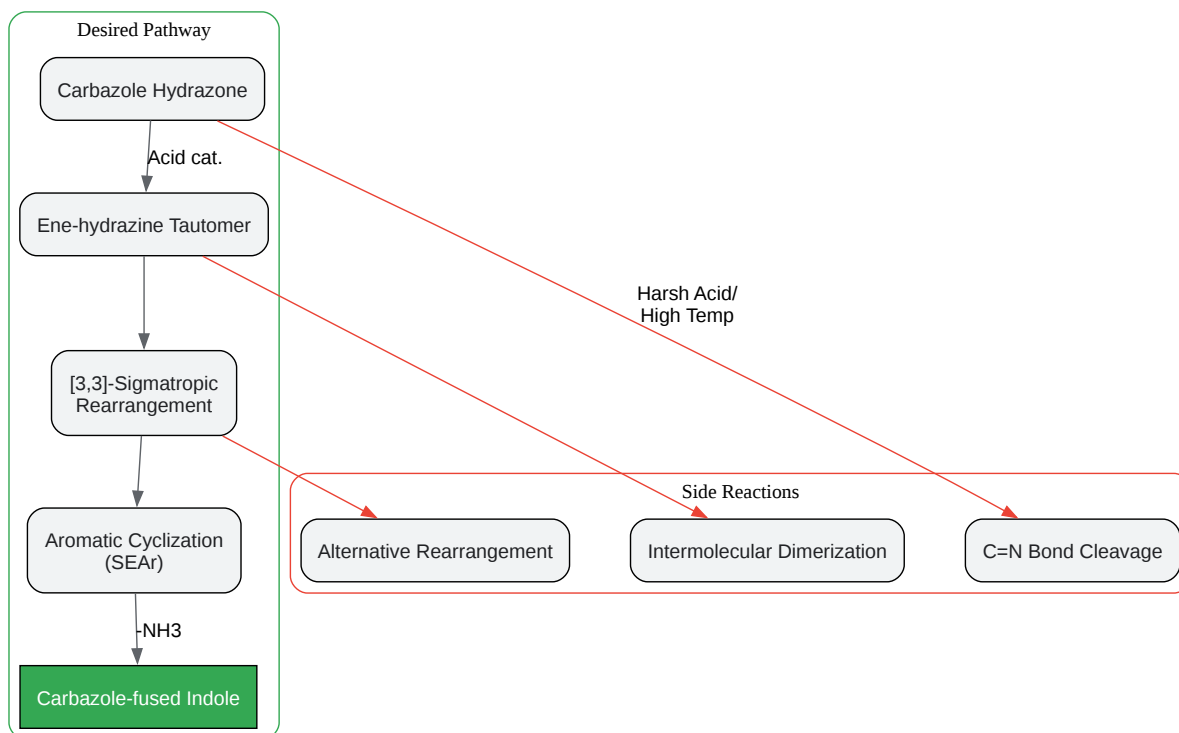 Desired Pathway
Carbazole Hydrazone
Acid cat.
Ene-hydrazine Tautomer
Harsh Acid/
High Temp
[3,3]-Sigmatropic
Rearrangement
Side Reactions
Aromatic Cyclization
(SEAr)
Alternative Rearrangement
Intermolecular Dimerization
C=N Bond Cleavage
-NH3
Carbazole-fused Indole